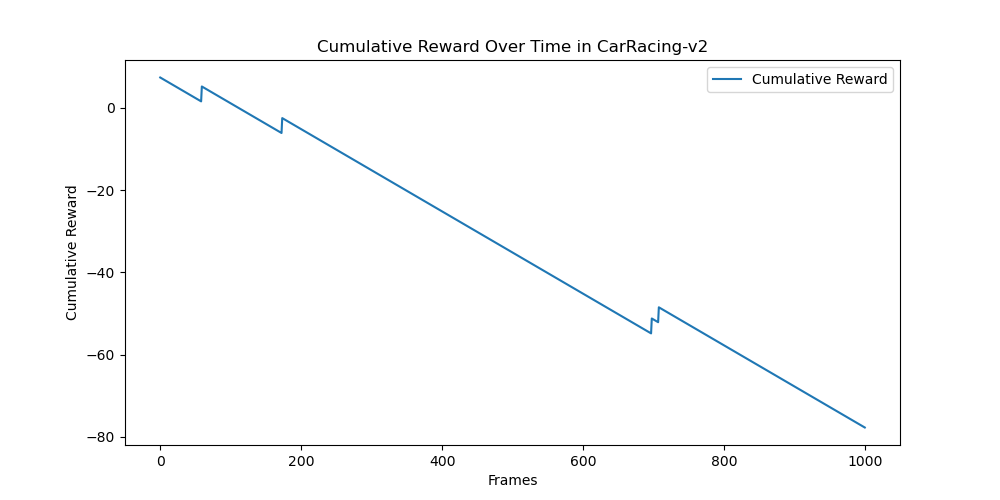 Cumulative Reward Over Time in CarRacing-v2
Cumulative Reward
Cumulative Reward
0
−20
−40
−60
−80
0 200 400 600 800 1000
Frames